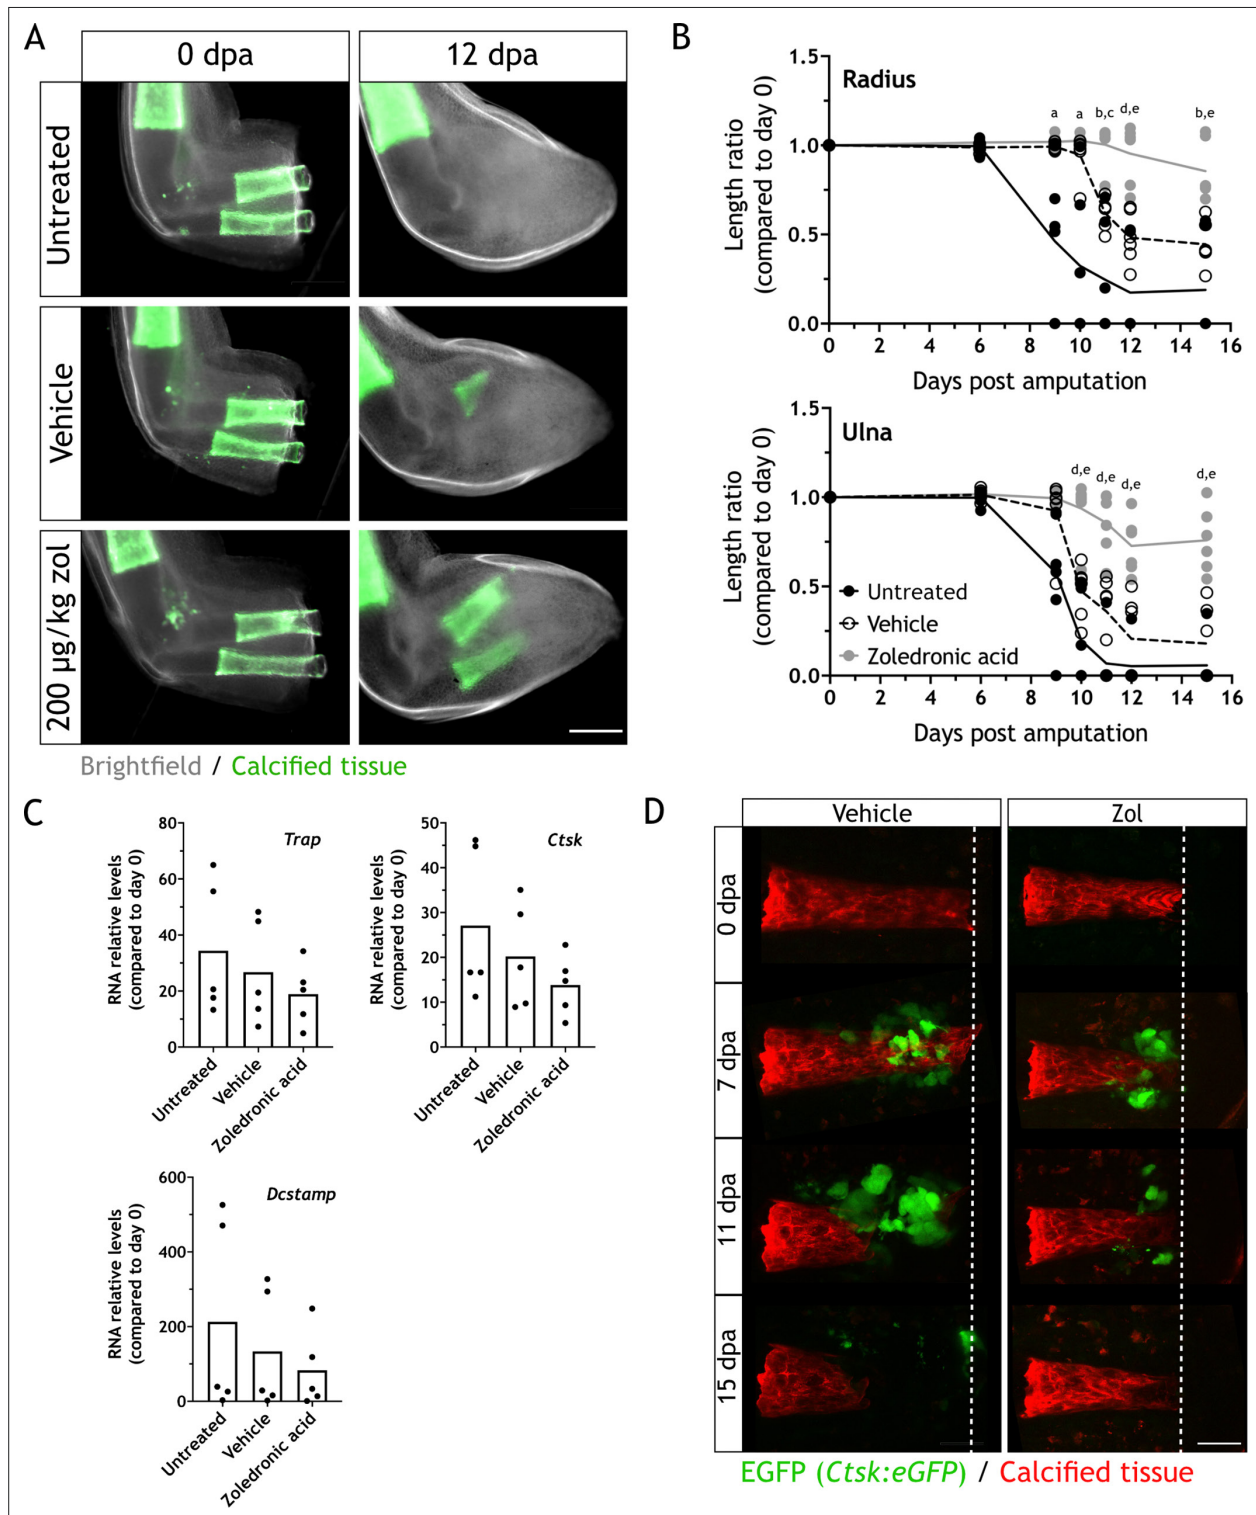 A
0 dpa
12 dpa
Untreated
Vehicle
200 µg/kg zol
Brightfield / Calcified tissue
B
Radius
Length ratio
(compared to day 0)
1.5
1.0
0.5
0.0
a
a
b,c
d,e
b,e
0 2 4 6 8 10 12 14 16
Days post amputation
Ulna
Length ratio
(compared to day 0)
1.5
1.0
0.5
0.0
d,e
d,e
d,e
d,e
Untreated
Vehicle
Zoledronic acid
0 2 4 6 8 10 12 14 16
Days post amputation
C
Trap
RNA relative levels
(compared to day 0)
80
60
40
20
0
Untreated
Vehicle
Zoledronic acid
Ctsk
RNA relative levels
(compared to day 0)
50
40
30
20
10
0
Untreated
Vehicle
Zoledronic acid
Dcstamp
RNA relative levels
(compared to day 0)
600
400
200
0
Untreated
Vehicle
Zoledronic acid
D
Vehicle
Zol
0 dpa
7 dpa
11 dpa
15 dpa
EGFP (Ctsk:eGFP) / Calcified tissue